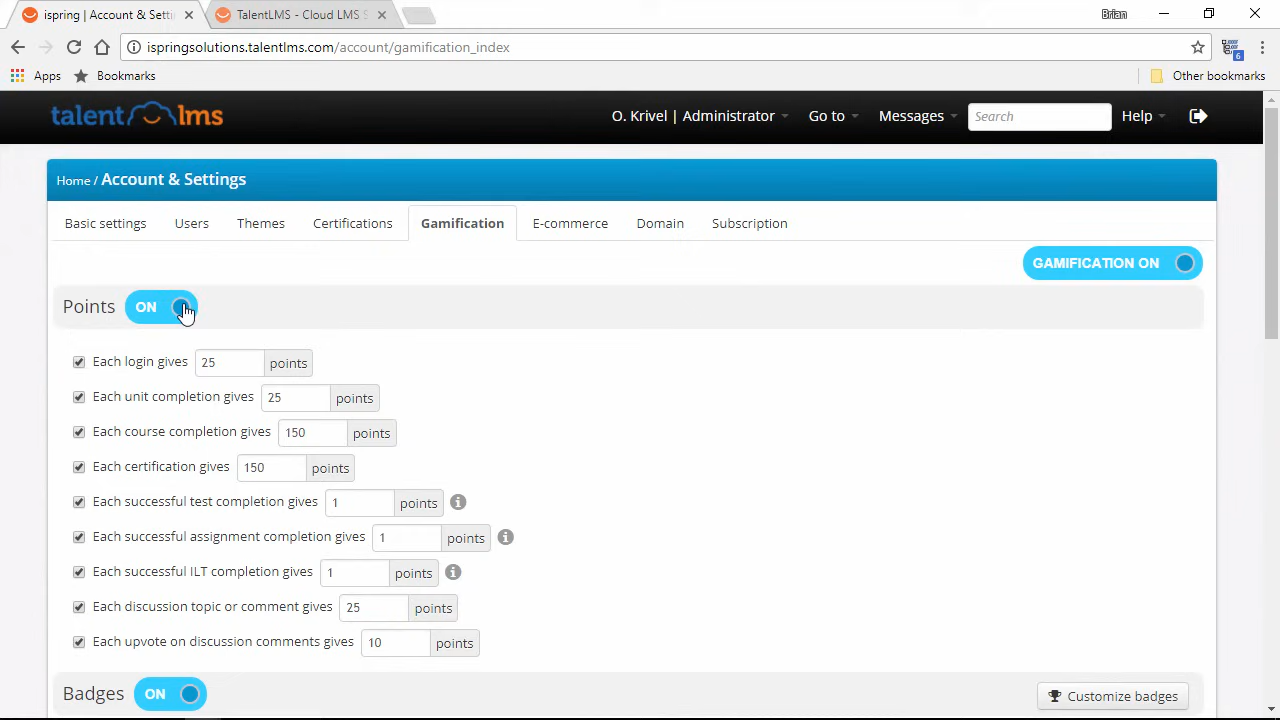 ispring | Account & Setti
TalentLMS - Cloud LMS S
Brian
ispringsolutions.talentlms.com/account/gamification_index
6
Apps
Bookmarks
Other bookmarks
talent lms
O. Krivel | Administrator
Go to
Messages
Search
Help
Home / Account & Settings
Basic settings
Users
Themes
Certifications
Gamification
E-commerce
Domain
Subscription
GAMIFICATION ON
Points ON
Each login gives 25 points
Each unit completion gives 25 points
Each course completion gives 150 points
Each certification gives 150 points
Each successful test completion gives 1 points
Each successful assignment completion gives 1 points
Each successful ILT completion gives 1 points
Each discussion topic or comment gives 25 points
Each upvote on discussion comments gives 10 points
Badges ON
Customize badges